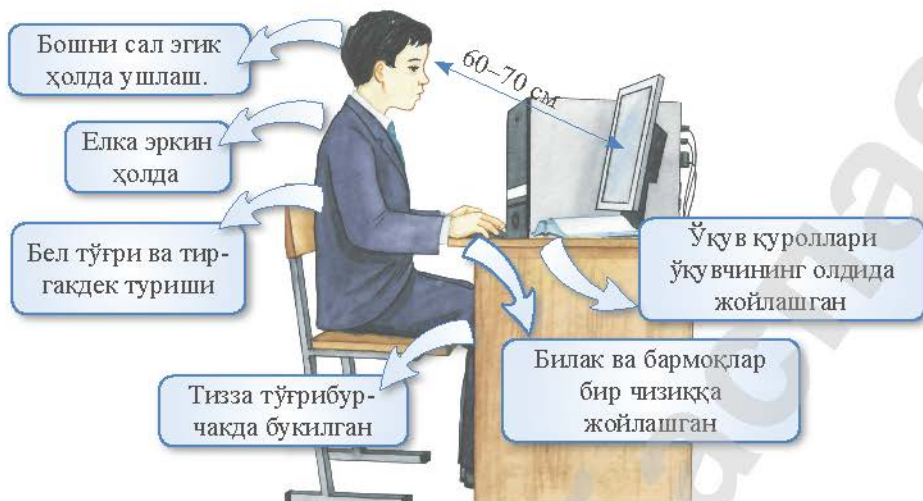 Бошни сал эгик
ҳолда ушлаш.
60–70 см
Елка эркин
ҳолда
Бел тўғри ва тир-
гакдек туриши
Ўқув қуроллари
ўқувчининг олдида
жойлашган
Тизза тўғрибур-
чакда букилган
Билак ва бармоқлар
бир чизиққа
жойлашган